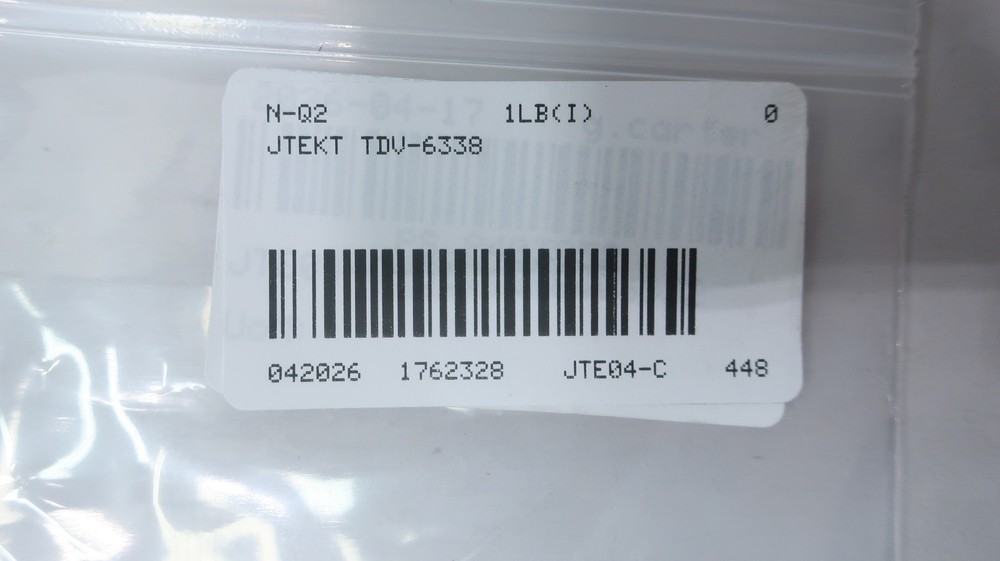 N-Q2 1LB(I) 0
JTEKT TDV-6338
042026 1762328 JTE04-C 448